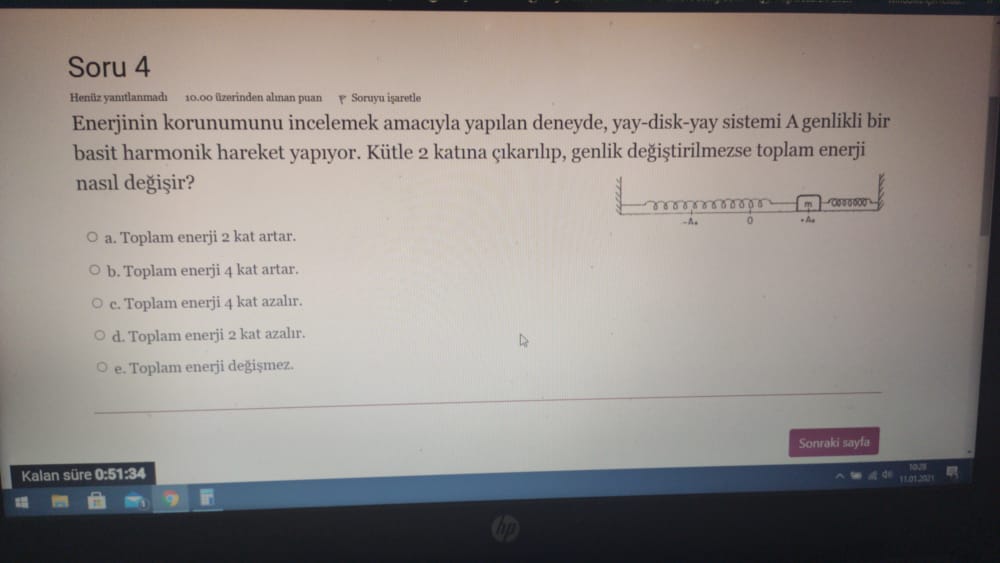 Soru 4
Henüz yanıtlanmadı 10.00 üzerinden alınan puan Soruyu işaretle
Enerjinin korunumunu incelemek amacıyla yapılan deneyde, yay-disk-yay sistemi A genlikli bir
basit harmonik hareket yapıyor. Kütle 2 katına çıkarılıp, genlik değiştirilmezse toplam enerji
nasıl değişir?
m
-A₀ 0 +A₀
a. Toplam enerji 2 kat artar.
b. Toplam enerji 4 kat artar.
c. Toplam enerji 4 kat azalır.
d. Toplam enerji 2 kat azalır.
e. Toplam enerji değişmez.
Sonraki sayfa
Kalan süre 0:51:34
10:28
11.01.2021
hp